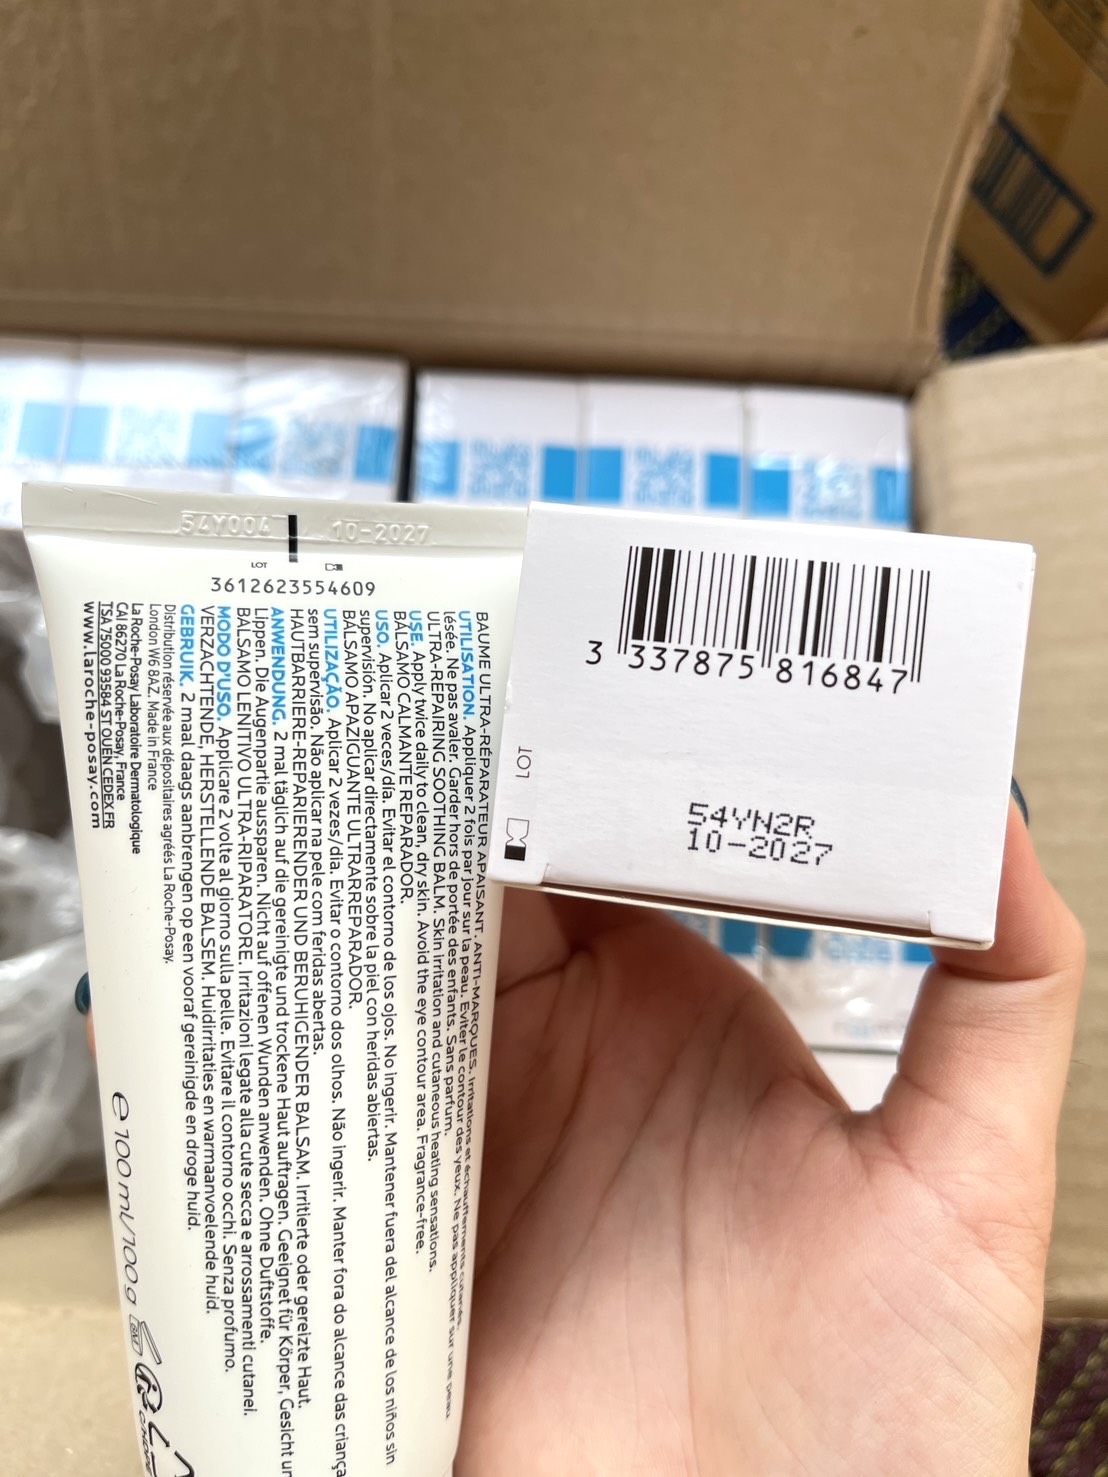 54Y004 10-2027
LOT
3612623554609
BAUME ULTRA-RÉPARATEUR APAISANT. ANTI-MARQUES. Irritations et échauffements cutanés.
UTILISATION. Appliquer 2 fois par jour sur la peau. Eviter le contour des yeux. Ne pas appliquer sur une peau
lésée. Ne pas avaler. Garder hors de portée des enfants. Sans parfum.
ULTRA-REPAIRING SOOTHING BALM. Skin irritation and cutaneous heating sensations.
USE. Apply twice daily to clean, dry skin. Avoid the eye contour area. Fragrance-free.
BÁLSAMO CALMANTE REPARADOR.
USO. Aplicar 2 veces/día. Evitar el contorno de los ojos. No ingerir. Mantener fuera del alcance de los niños sin
supervisión. No aplicar directamente sobre la piel con heridas abiertas.
BÁLSAMO APAZIGUANTE ULTRARREPARADOR.
UTILIZAÇÃO. Aplicar 2 vezes/dia. Evitar o contorno dos olhos. Não ingerir. Manter fora do alcance das criança
sem supervisão. Não aplicar na pele com feridas abertas.
HAUTBARRIERE-REPARIERENDER UND BERUHIGENDER BALSAM. Irritierte oder gereizte Haut.
ANWENDUNG. 2 mal täglich auf die gereinigte und trockene Haut auftragen. Geeignet für Körper, Gesicht un
Lippen. Die Augenpartie aussparen. Nicht auf offenen Wunden anwenden. Ohne Duftstoffe.
BALSAMO LENITIVO ULTRA-RIPARATORE. Irritazioni legate alla cute secca e arrossamenti cutanei.
MODO D'USO. Applicare 2 volte al giorno sulla pelle. Evitare il contorno occhi. Senza profumo.
VERZACHTENDE, HERSTELLENDE BALSEM. Huidirritaties en warmaanvoelende huid.
GEBRUIK. 2 maal daags aanbrengen op een vooraf gereinigde en droge huid.
Distribution réservée aux dépositaires agréés La Roche-Posay.
London W6 8AZ. Made in France
La Roche-Posay Laboratoire Dermatologique
CAI 86270 La Roche-Posay, France
TSA 75000 93584 ST OUEN CEDEX FR
www.laroche-posay.com
e 100 ml/100 g
6M
3 337875 816847
LOT
54YN2R
10-2027